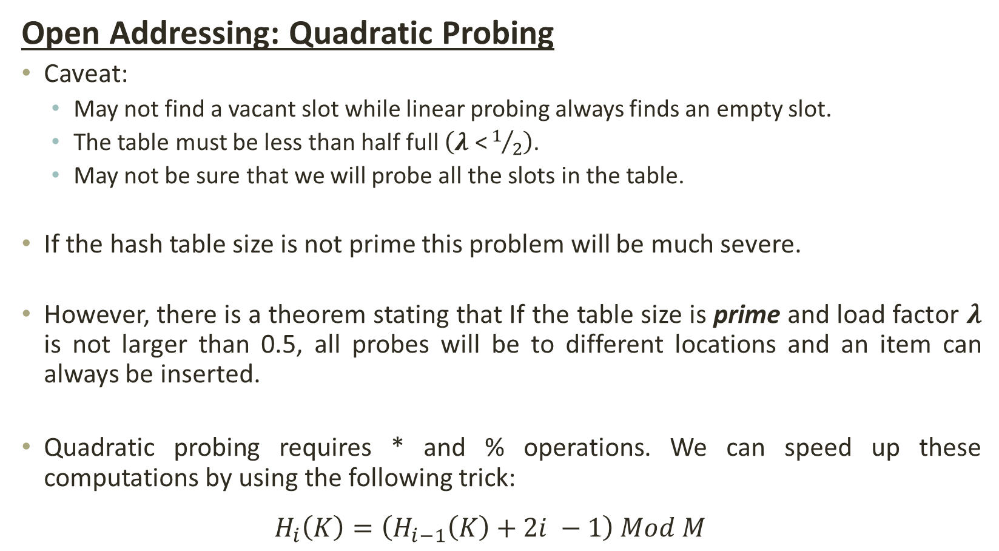 Open Addressing: Quadratic Probing
• Caveat:
• May not find a vacant slot while linear probing always finds an empty slot.
• The table must be less than half full (λ < 1/2).
• May not be sure that we will probe all the slots in the table.
• If the hash table size is not prime this problem will be much severe.
• However, there is a theorem stating that If the table size is prime and load factor λ
is not larger than 0.5, all probes will be to different locations and an item can
always be inserted.
• Quadratic probing requires * and % operations. We can speed up these
computations by using the following trick:
H_i(K) = (H_{i−1}(K) + 2i − 1) Mod M